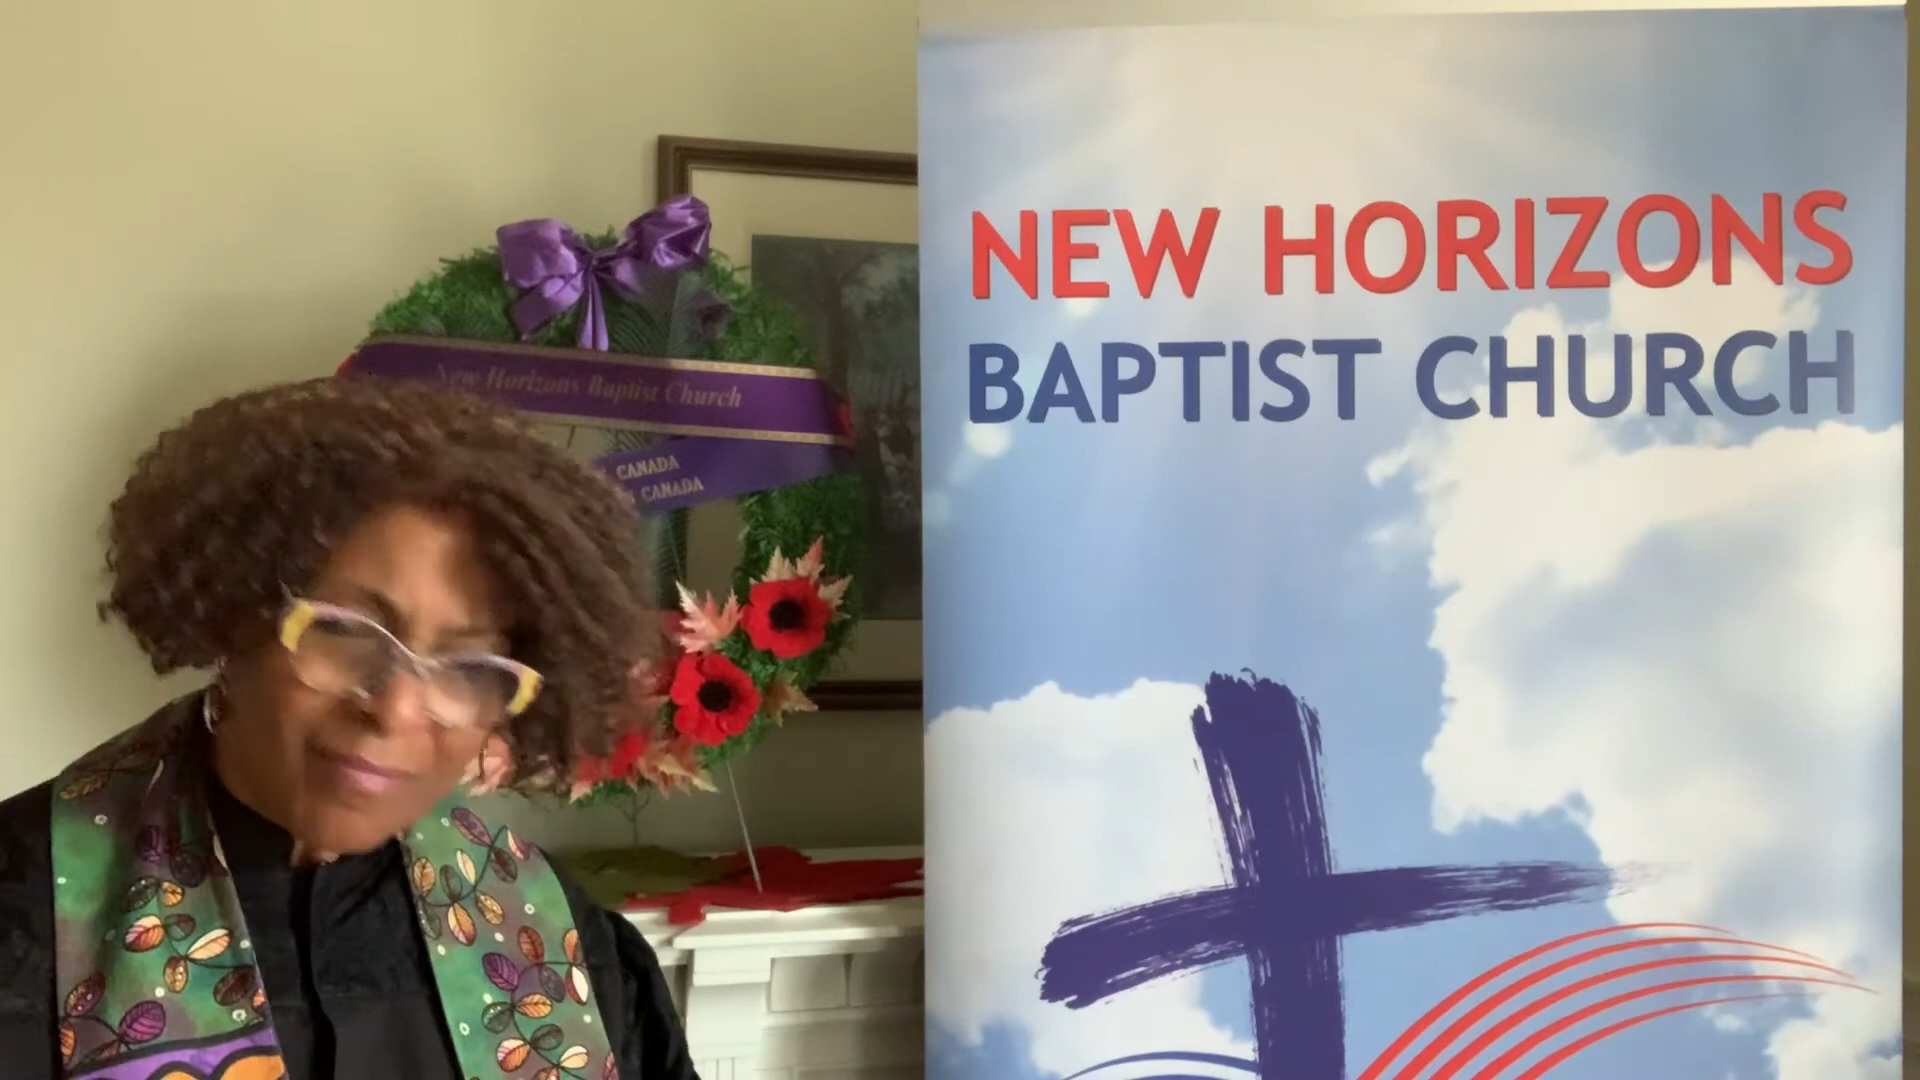 New Horizons Baptist Church
CANADA
CANADA
NEW HORIZONS
BAPTIST CHURCH